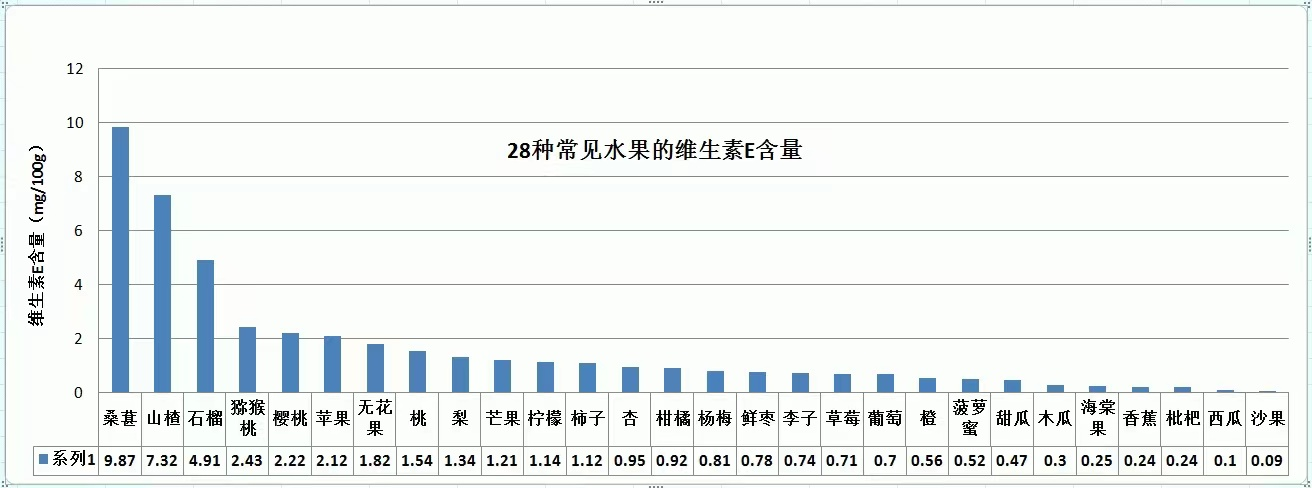 28种常见水果的维生素E含量
维生素E含量（mg/100g）
12
10
8
6
4
2
0
桑葚 山楂 石榴 猕猴桃 樱桃 苹果 无花果 桃 梨 芒果 柠檬 柿子 杏 柑橘 杨梅 鲜枣 李子 草莓 葡萄 橙 菠萝蜜 甜瓜 木瓜 海棠果 香蕉 枇杷 西瓜 沙果
系列1 9.87 7.32 4.91 2.43 2.22 2.12 1.82 1.54 1.34 1.21 1.14 1.12 0.95 0.92 0.81 0.78 0.74 0.71 0.7 0.56 0.52 0.47 0.3 0.25 0.24 0.24 0.1 0.09